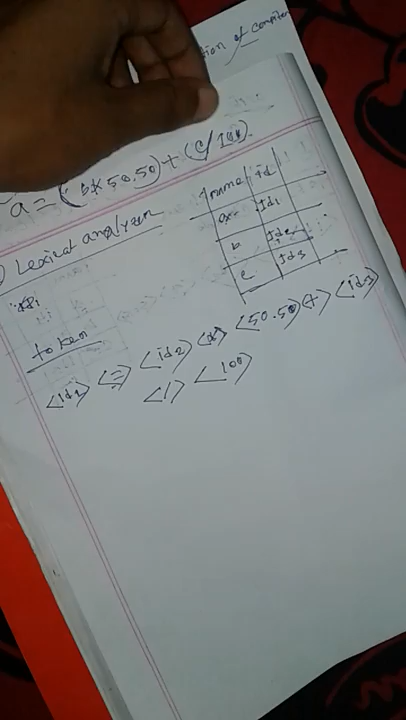 tion of compiler
a = (b*50.50)+(c/100).
Lexical analyzer
name id
a id1
b id2
c id3
token
<id1> <=> <id2> <*> <50.50> <+> <id3>
</> <100>